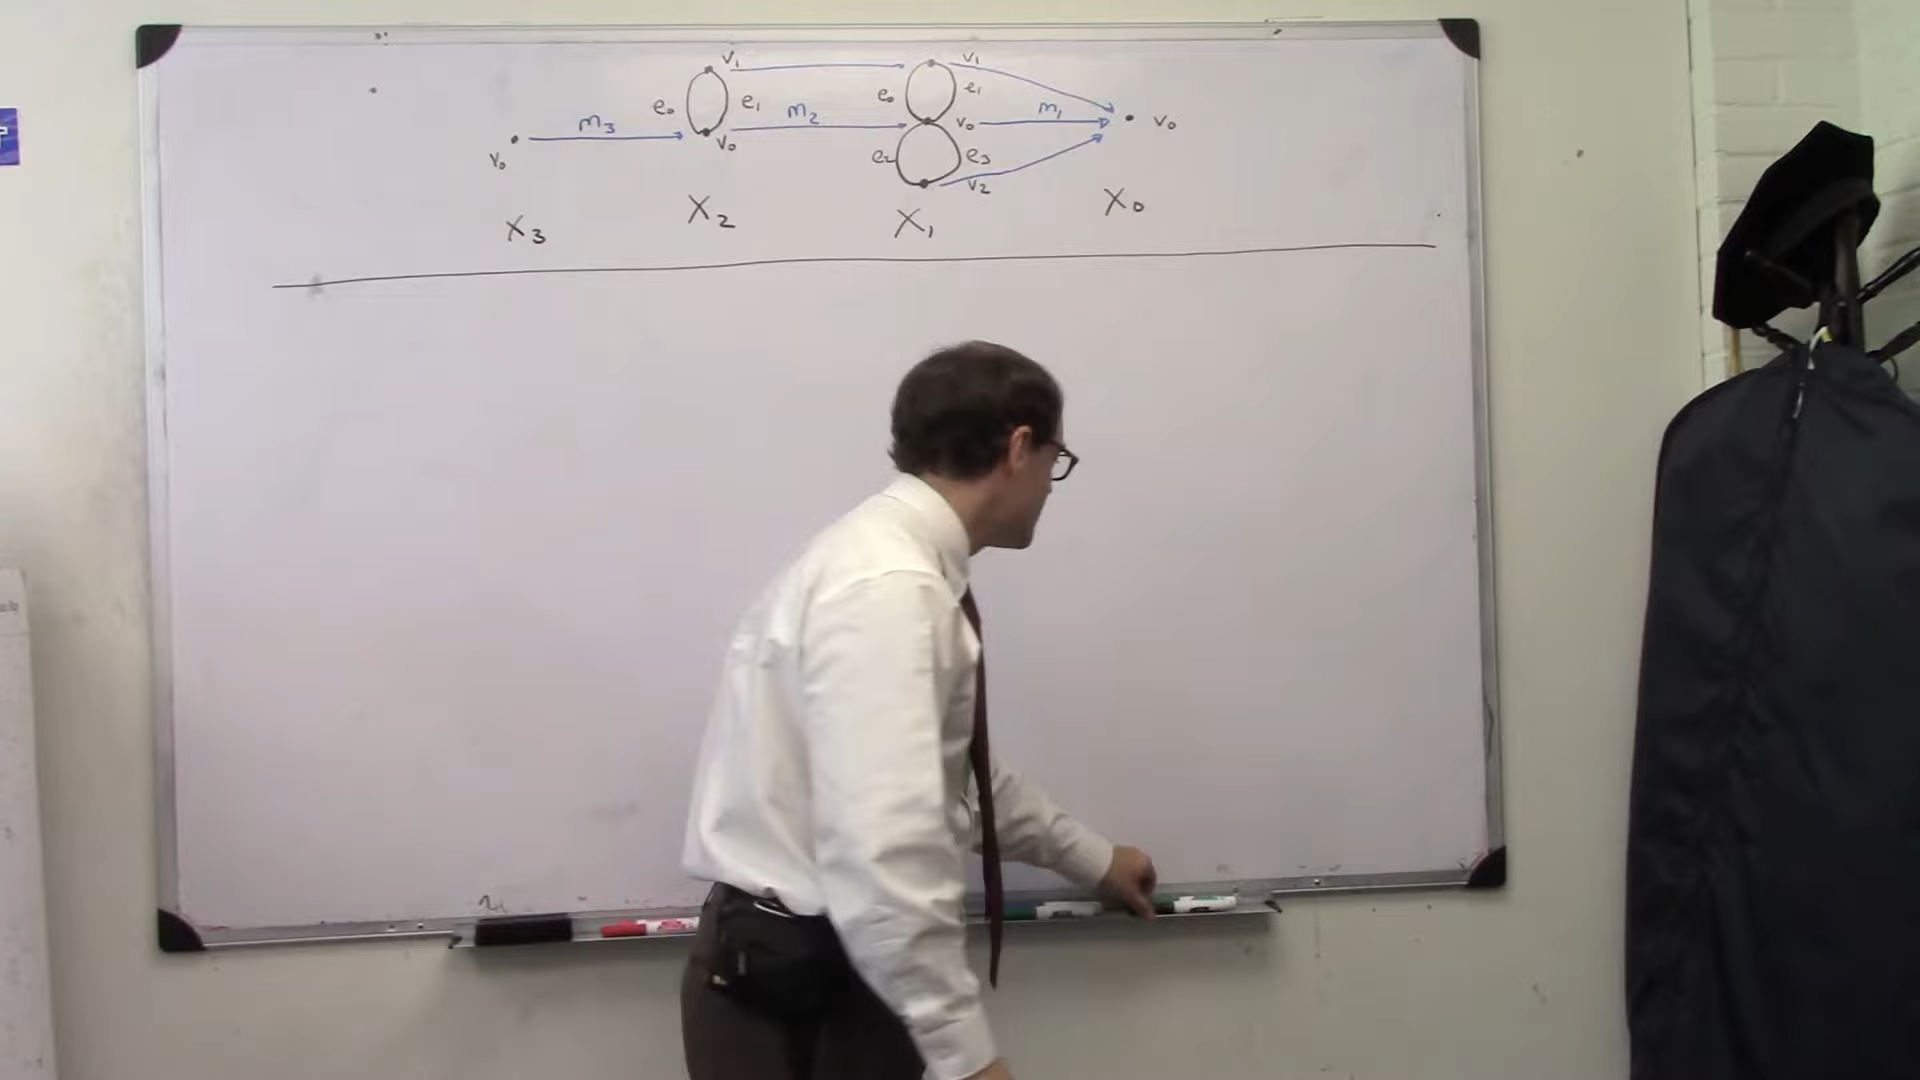 v₁ v₁
e₀ e₁ e₀ e₁
m₃ m₂ v₀ m₁ v₀
v₀ v₀ e₂ e₃
v₂
X₃ X₂ X₁ X₀